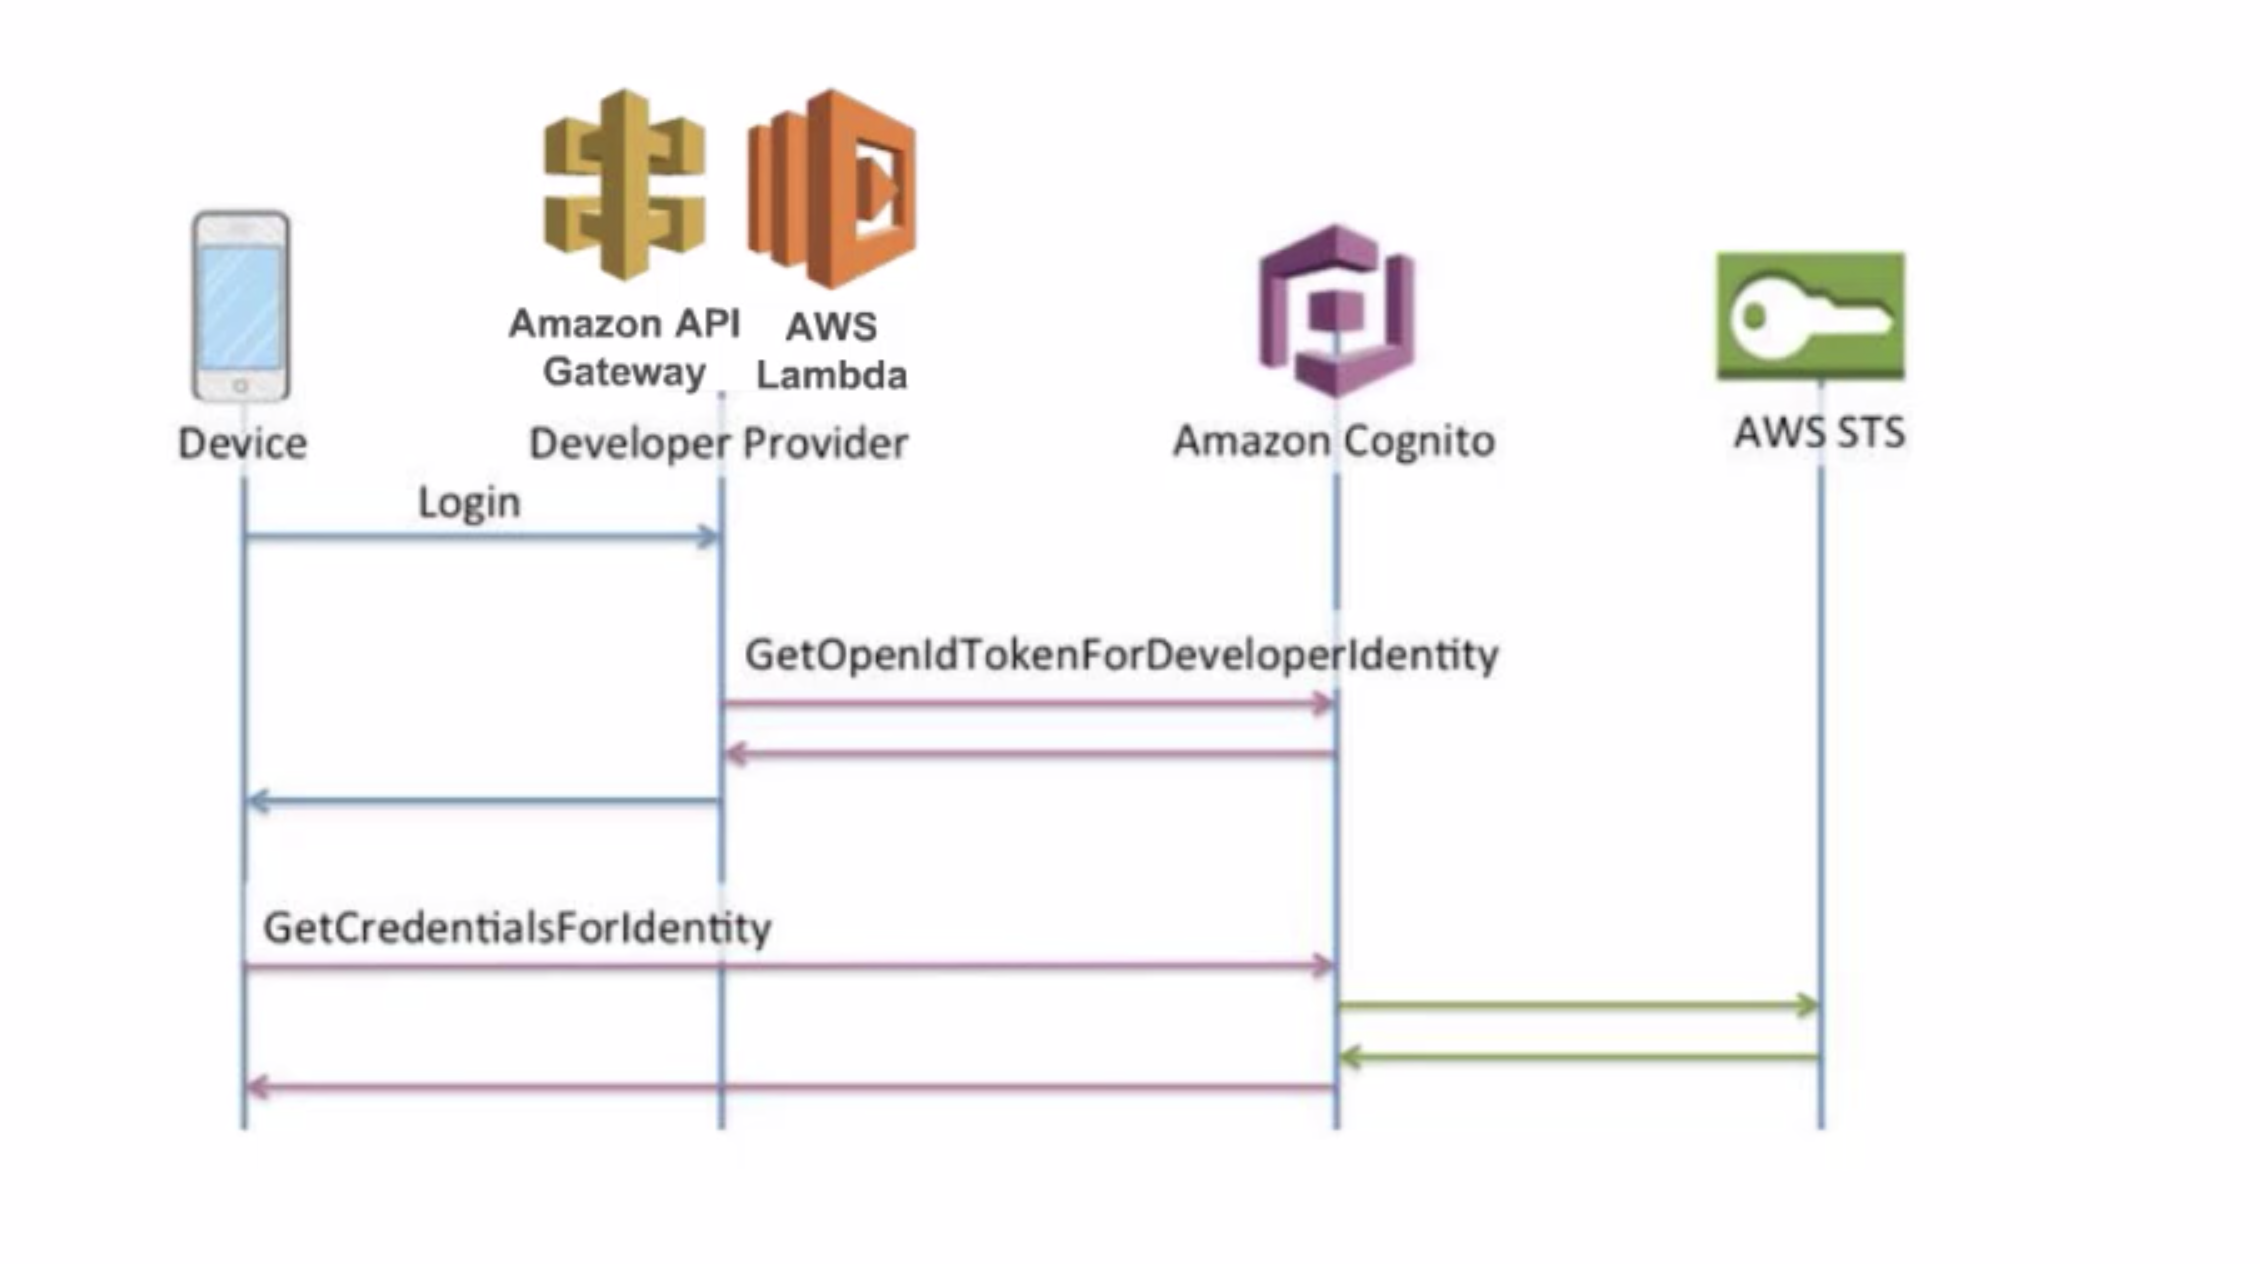 Amazon API
Gateway
AWS
Lambda
Device
Developer Provider
Amazon Cognito
AWS STS
Login
GetOpenIdTokenForDeveloperIdentity
GetCredentialsForIdentity